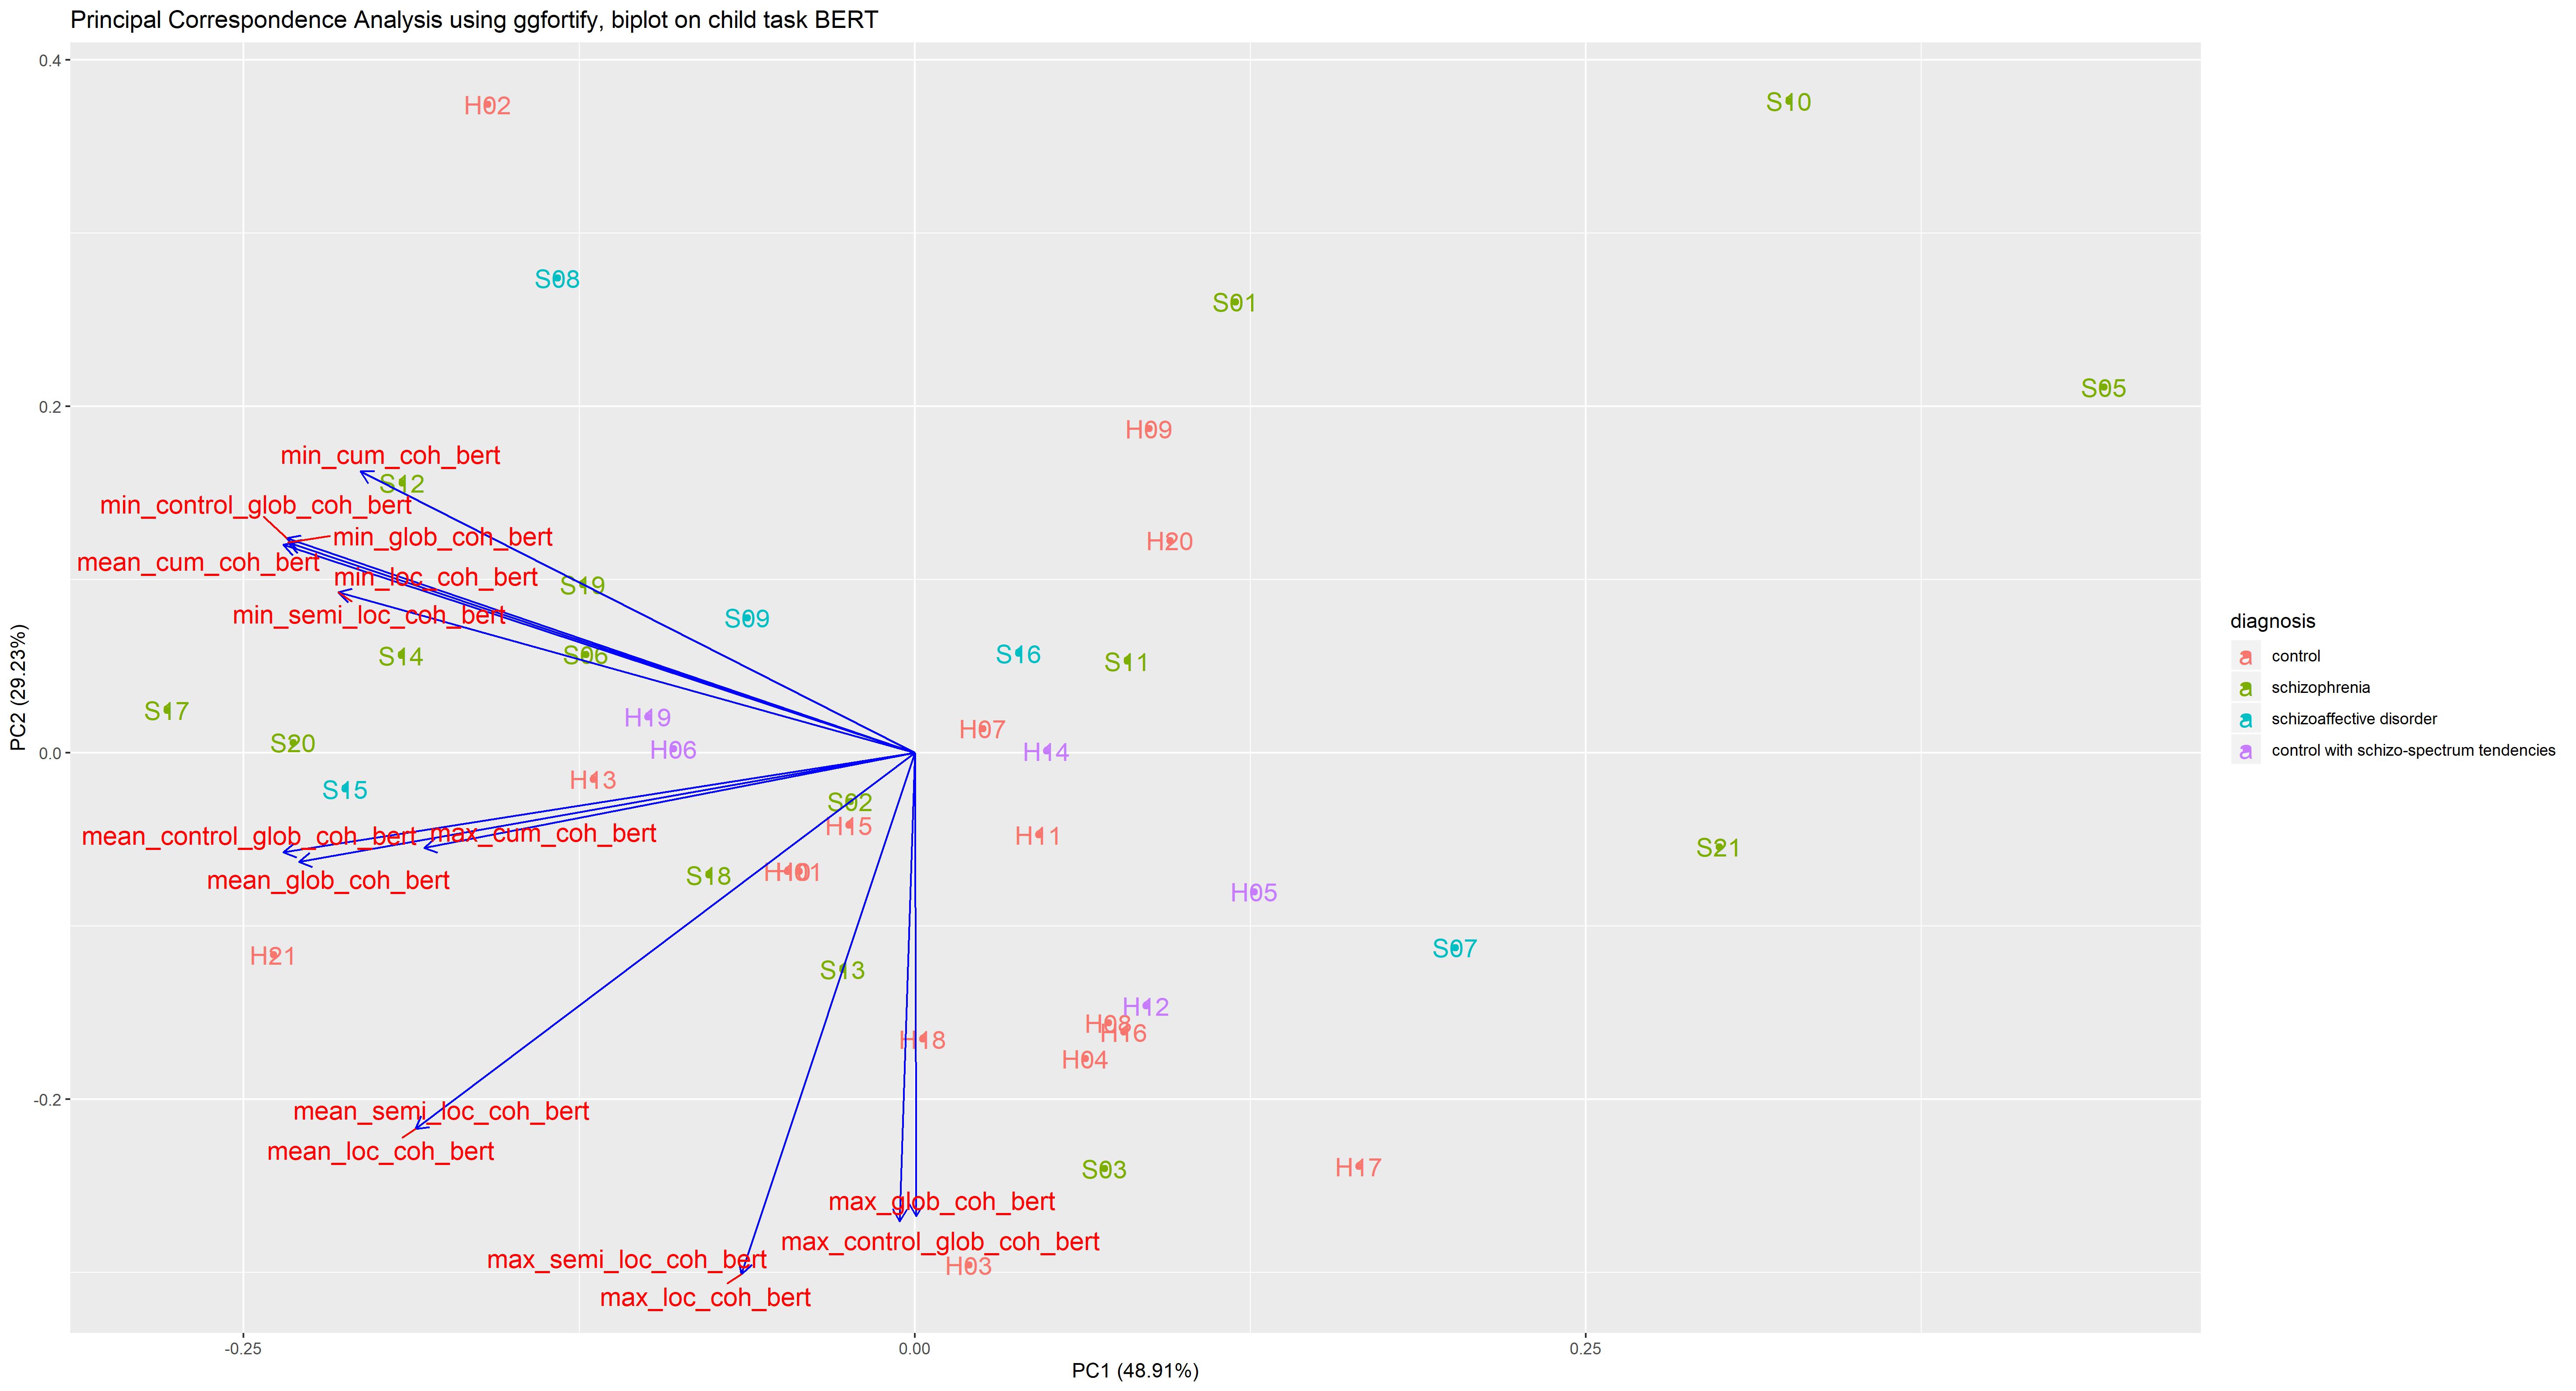 Principal Correspondence Analysis using ggfortify, biplot on child task BERT
0.4
H02
S10
S08
S01
S05
0.2
H09
min_cum_coh_bert
S12
min_control_glob_coh_bert
min_glob_coh_bert
H20
mean_cum_coh_bert
min_loc_coh_bert
S19
min_semi_loc_coh_bert
S09
S14
S06
S16
S11
S17
H19
H07
S20
H06
H14
0.0
H13
S15
S02
H15
mean_control_glob_coh_bert
max_cum_coh_bert
H11
S21
mean_glob_coh_bert
S18
H10
H01
H05
H21
S13
S07
H12
H08
H16
H18
H04
-0.2
mean_semi_loc_coh_bert
mean_loc_coh_bert
S03
H17
max_glob_coh_bert
max_control_glob_coh_bert
max_semi_loc_coh_bert
H03
max_loc_coh_bert
-0.25
0.00
0.25
PC1 (48.91%)
PC2 (29.23%)
diagnosis
a control
a schizophrenia
a schizoaffective disorder
a control with schizo-spectrum tendencies